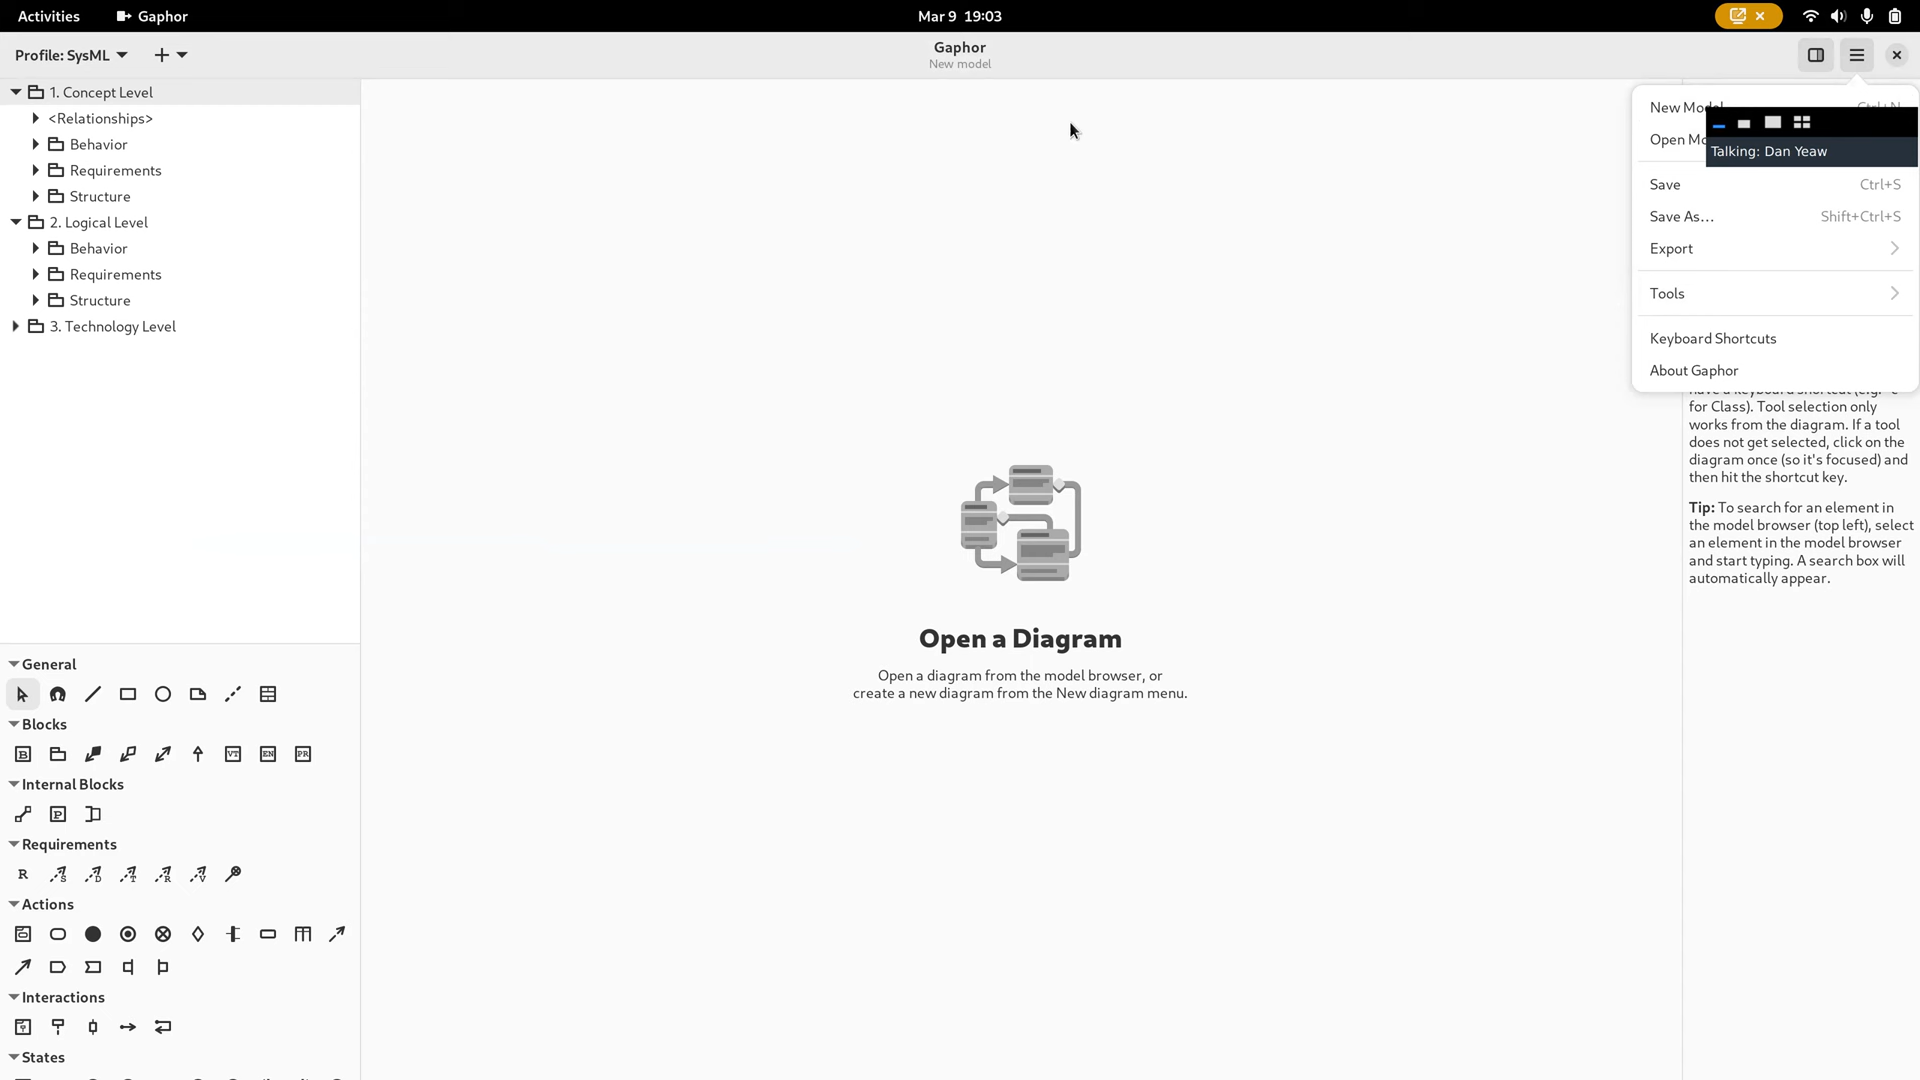 Activities
Gaphor
Mar 9 19:03
Profile: SysML
Gaphor
New model
1. Concept Level
<Relationships>
Behavior
Requirements
Structure
2. Logical Level
Behavior
Requirements
Structure
3. Technology Level
General
Blocks
B
VT
EN
PR
Internal Blocks
P
Requirements
R
S
D
T
R
V
Actions
Interactions
States
Open a Diagram
Open a diagram from the model browser, or
create a new diagram from the New diagram menu.
New Model
Open Mo
Talking: Dan Yeaw
Save Ctrl+S
Save As... Shift+Ctrl+S
Export
Tools
Keyboard Shortcuts
About Gaphor
for Class). Tool selection only
works from the diagram. If a tool
does not get selected, click on the
diagram once (so it's focused) and
then hit the shortcut key.
Tip: To search for an element in
the model browser (top left), select
an element in the model browser
and start typing. A search box will
automatically appear.